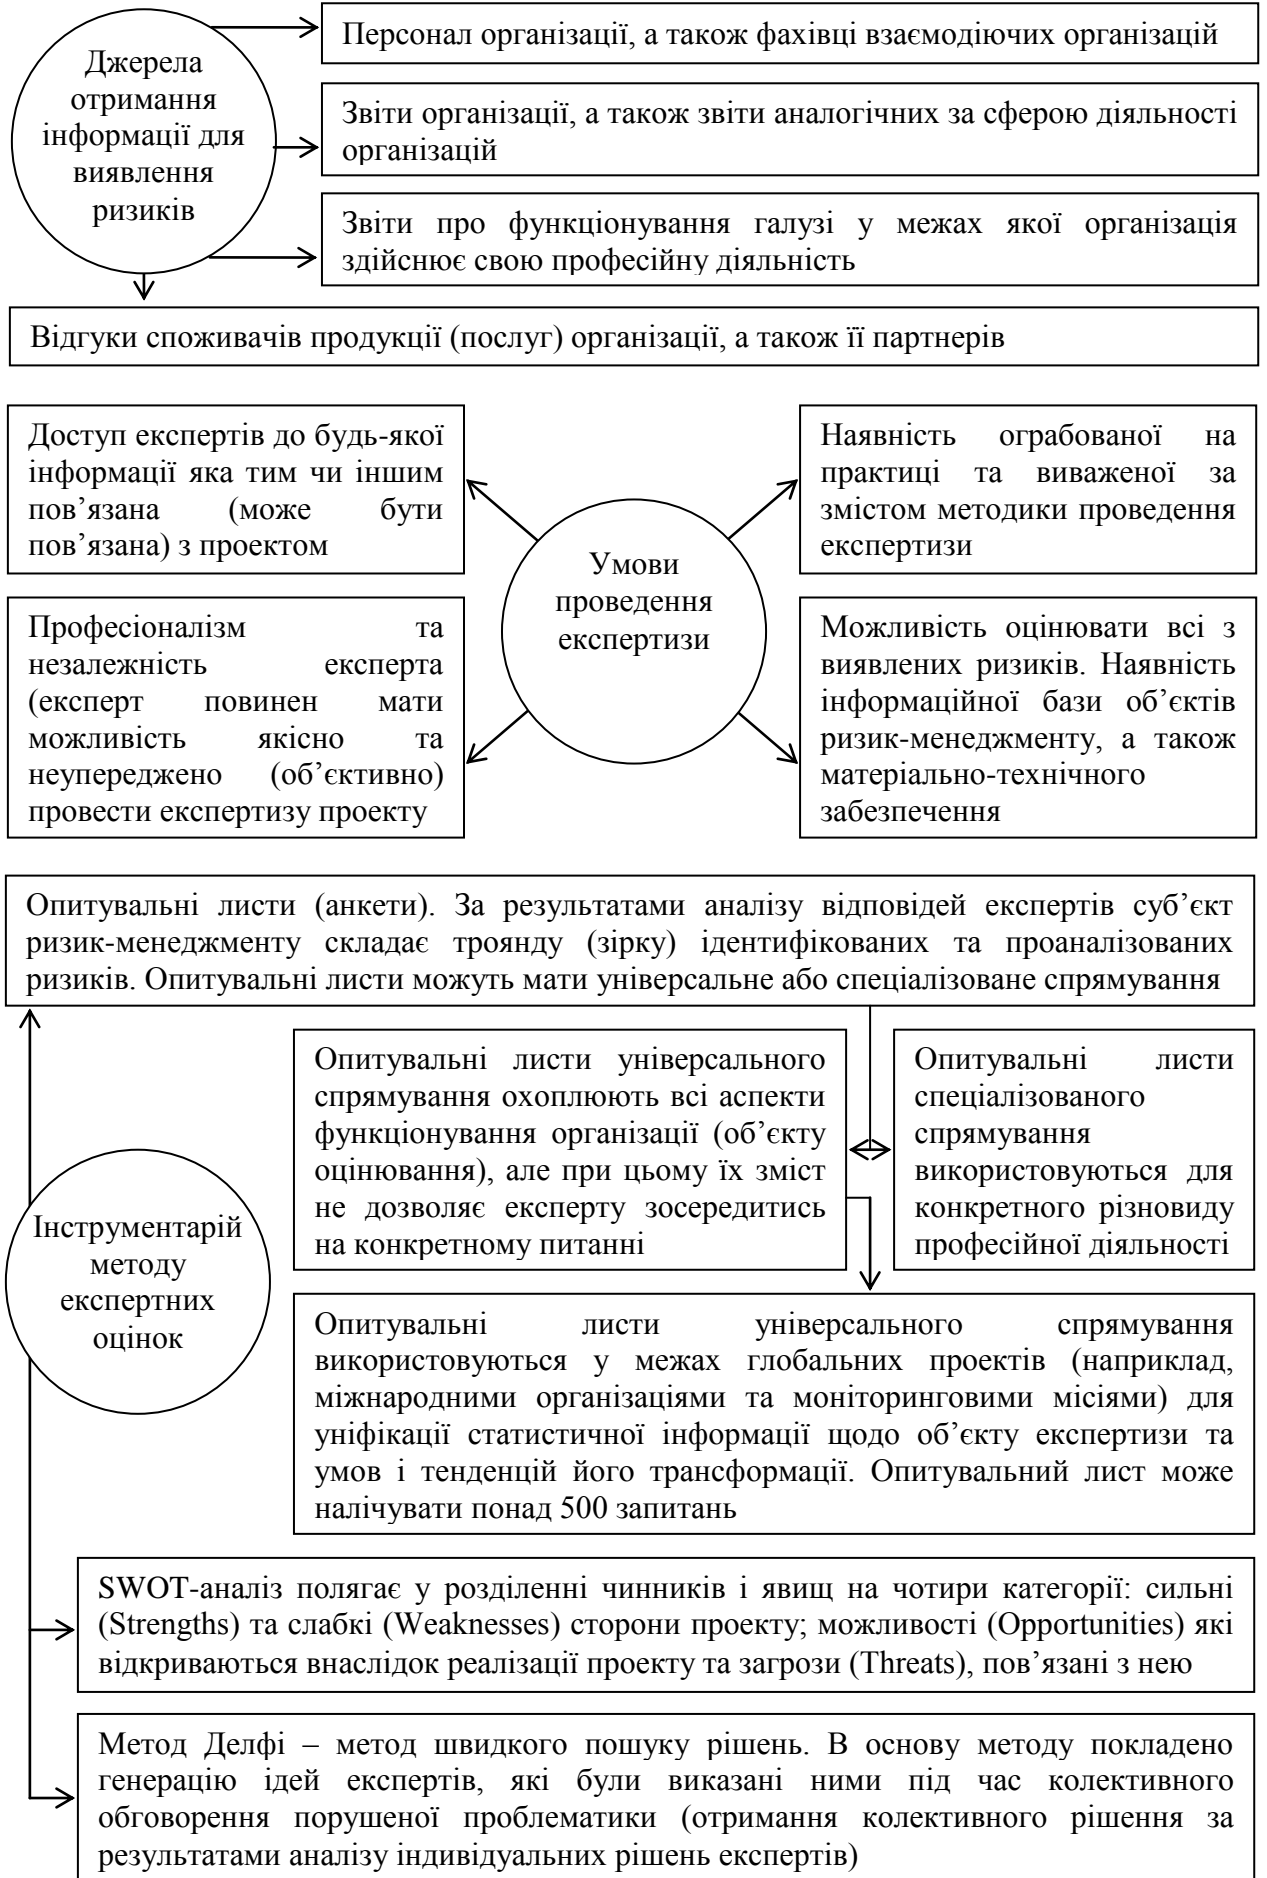 Джерела
отримання
інформації для
виявлення
ризиків
Персонал організації, а також фахівці взаємодіючих організацій
Звіти організації, а також звіти аналогічних за сферою діяльності
організацій
Звіти про функціонування галузі у межах якої організація
здійснює свою професійну діяльність
Відгуки споживачів продукції (послуг) організації, а також її партнерів
Доступ експертів до будь-якої
інформації яка тим чи іншим
пов’язана (може бути
пов’язана) з проектом
Наявність ограбованої на
практиці та виваженої за
змістом методики проведення
експертизи
Умови
проведення
експертизи
Професіоналізм та
незалежність експерта
(експерт повинен мати
можливість якісно та
неупереджено (об’єктивно)
провести експертизу проекту
Можливість оцінювати всі з
виявлених ризиків. Наявність
інформаційної бази об’єктів
ризик-менеджменту, а також
матеріально-технічного
забезпечення
Опитувальні листи (анкети). За результатами аналізу відповідей експертів суб’єкт
ризик-менеджменту складає троянду (зірку) ідентифікованих та проаналізованих
ризиків. Опитувальні листи можуть мати універсальне або спеціалізоване спрямування
Опитувальні листи універсального
спрямування охоплюють всі аспекти
функціонування організації (об’єкту
оцінювання), але при цьому їх зміст
не дозволяє експерту зосередитись
на конкретному питанні
Опитувальні листи
спеціалізованого
спрямування
використовуються для
конкретного різновиду
професійної діяльності
Інструментарій
методу
експертних
оцінок
Опитувальні листи універсального спрямування
використовуються у межах глобальних проектів (наприклад,
міжнародними організаціями та моніторинговими місіями) для
уніфікації статистичної інформації щодо об’єкту експертизи та
умов і тенденцій його трансформації. Опитувальний лист може
налічувати понад 500 запитань
SWOT-аналіз полягає у розділенні чинників і явищ на чотири категорії: сильні
(Strengths) та слабкі (Weaknesses) сторони проекту; можливості (Opportunities) які
відкриваються внаслідок реалізації проекту та загрози (Threats), пов’язані з нею
Метод Делфі – метод швидкого пошуку рішень. В основу методу покладено
генерацію ідей експертів, які були виказані ними під час колективного
обговорення порушеної проблематики (отримання колективного рішення за
результатами аналізу індивідуальних рішень експертів)